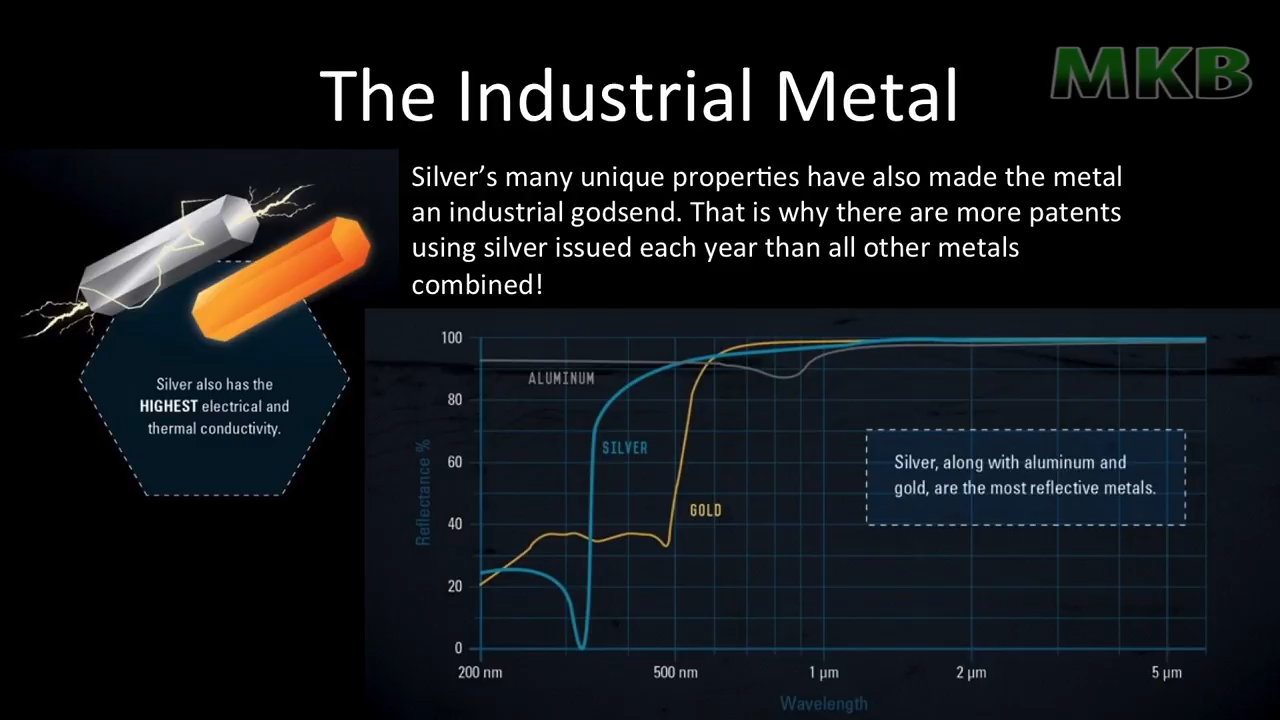 MKB
The Industrial Metal
Silver's many unique properties have also made the metal
an industrial godsend. That is why there are more patents
using silver issued each year than all other metals
combined!
Silver also has the
HIGHEST electrical and
thermal conductivity.
100
80
60
40
20
0
Reflectance %
ALUMINUM
SILVER
GOLD
Silver, along with aluminum and
gold, are the most reflective metals.
200 nm 500 nm 1 µm 2 µm 5 µm
Wavelength